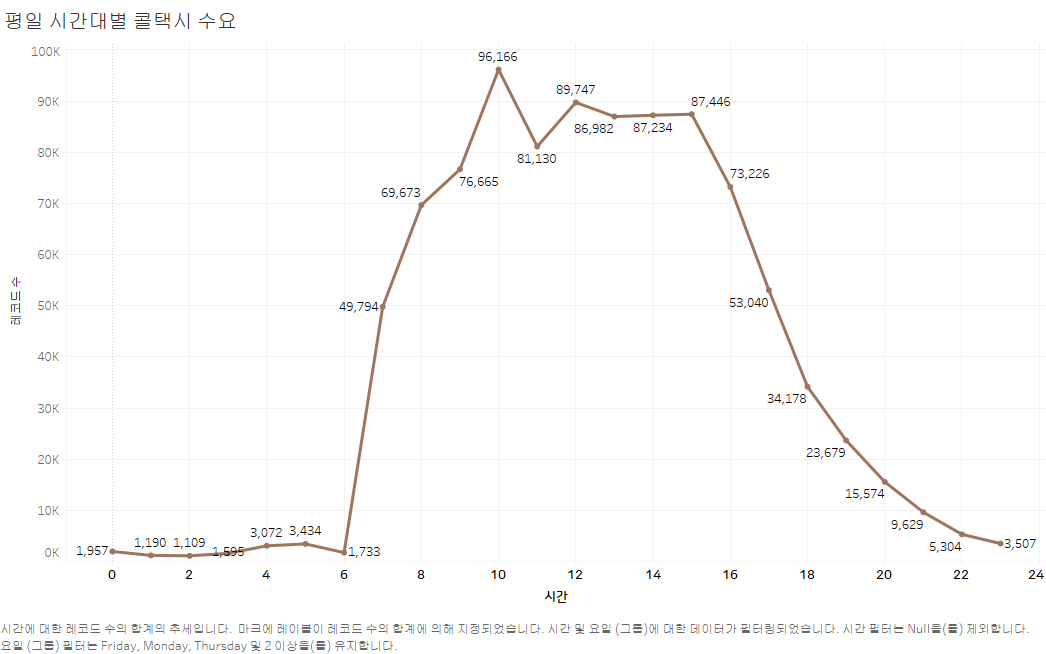 평일 시간대별 콜택시 수요
100K
90K
80K
70K
60K
50K
40K
30K
20K
10K
0K
레코드 수
1,957
1,190
1,109
1,595
3,072
3,434
1,733
49,794
69,673
76,665
96,166
81,130
89,747
86,982
87,234
87,446
73,226
53,040
34,178
23,679
15,574
9,629
5,304
3,507
0 2 4 6 8 10 12 14 16 18 20 22 24
시간
시간에 대한 레코드 수의 합계의 추세입니다. 마크에 레이블이 레코드 수의 합계에 의해 지정되었습니다. 시간 및 요일 (그룹)에 대한 데이터가 필터링되었습니다. 시간 필터는 Null을(를) 제외합니다.
요일 (그룹) 필터는 Friday, Monday, Thursday 및 2 이상을(를) 유지합니다.